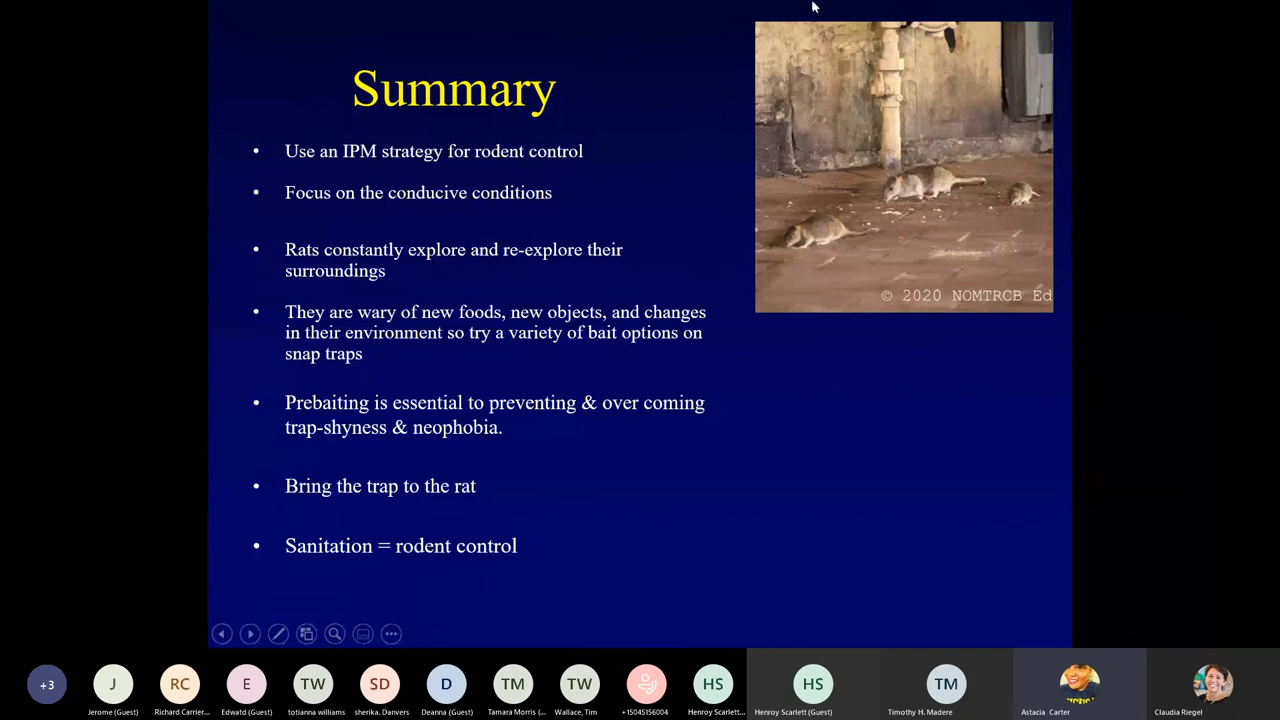 Summary
• Use an IPM strategy for rodent control
• Focus on the conducive conditions
• Rats constantly explore and re-explore their
surroundings
• They are wary of new foods, new objects, and changes
in their environment so try a variety of bait options on
snap traps
• Prebaiting is essential to preventing & over coming
trap-shyness & neophobia.
• Bring the trap to the rat
• Sanitation = rodent control
© 2020 NOMTRCB Ed
+3
J
RC
E
TW
SD
D
TM
TW
HS
HS
TM
Jerome (Guest)
Richard Carrier...
Edwald (Guest)
totianna williams
sherika. Danvers
Deanna (Guest)
Tamara Morris (...
Wallace, Tim
+15045156004
Henroy Scarlett...
Henroy Scarlett (Guest)
Timothy H. Madere
Astacia Carter
Claudia Riegel